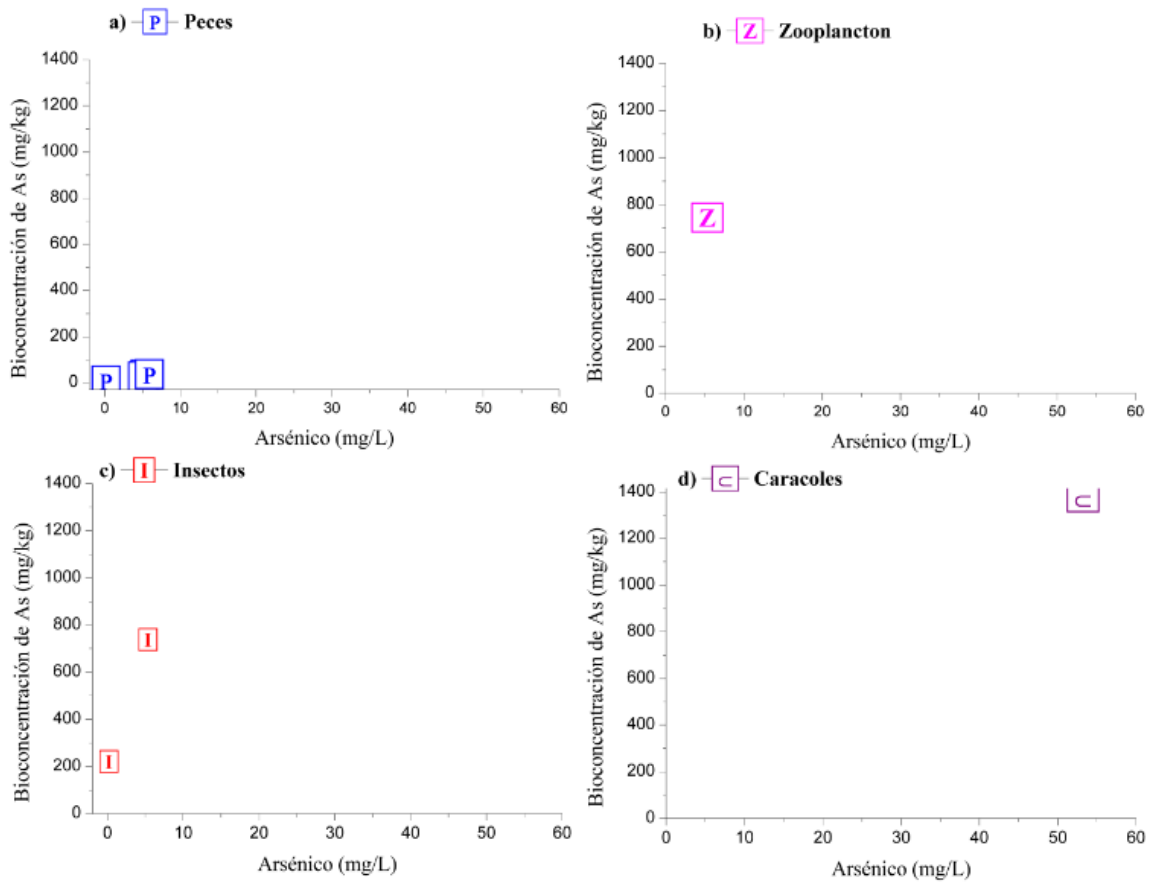 a) P Peces
Bioconcentración de As (mg/kg)
1400
1200
1000
800
600
400
200
0
P P
0 10 20 30 40 50 60
Arsénico (mg/L)
b) Z Zooplancton
Bioconcentración de As (mg/kg)
1400
1200
1000
800
600
400
200
0
Z
0 10 20 30 40 50 60
Arsénico (mg/L)
c) I Insectos
Bioconcentración de As (mg/kg)
1400
1200
1000
800
600
400
200
0
I
I
0 10 20 30 40 50 60
Arsénico (mg/L)
d) ⊂ Caracoles
Bioconcentración de As (mg/kg)
1400
1200
1000
800
600
400
200
0
⊂
0 10 20 30 40 50 60
Arsénico (mg/L)